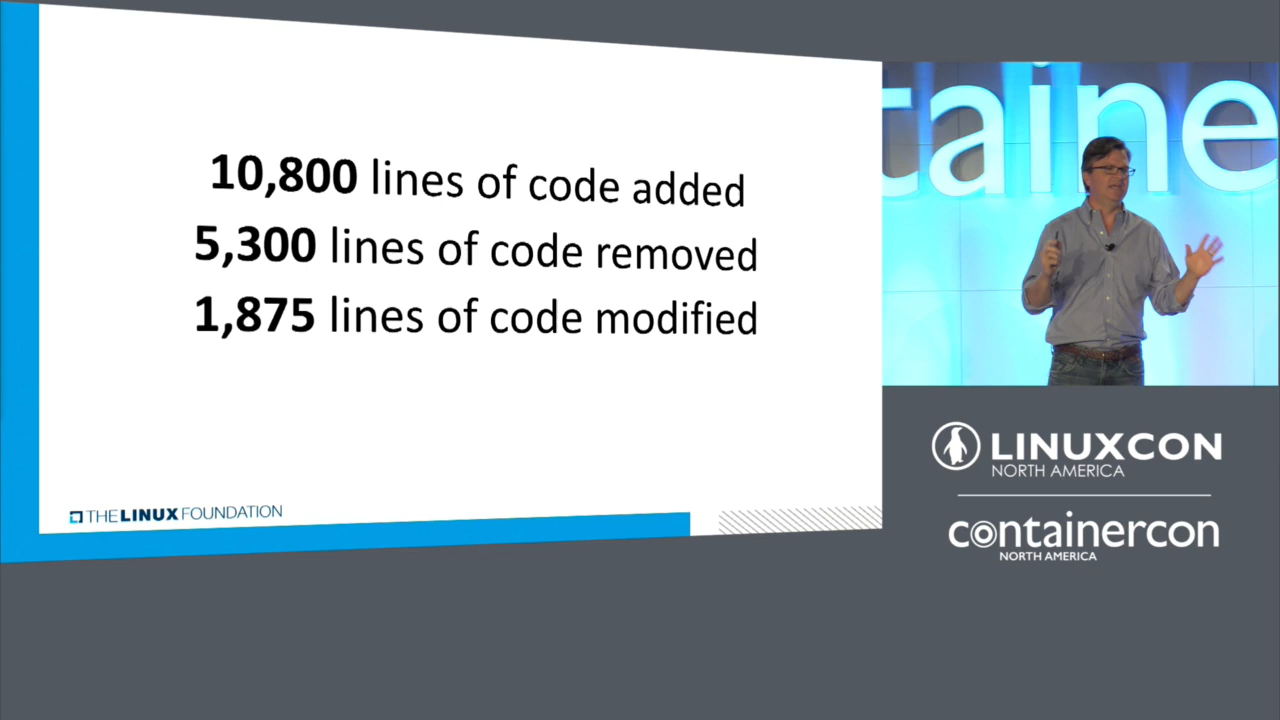 10,800 lines of code added
5,300 lines of code removed
1,875 lines of code modified
THE LINUX FOUNDATION
taine
LINUXCON
NORTH AMERICA
containercon
NORTH AMERICA